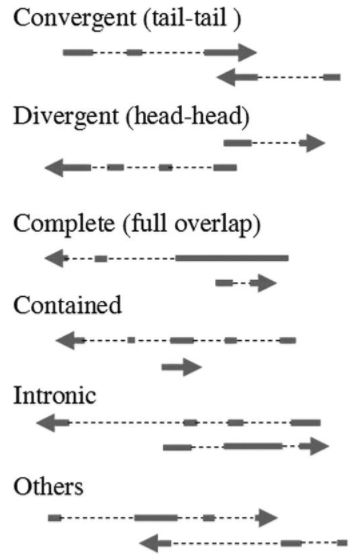 Convergent (tail-tail )
Divergent (head-head)
Complete (full overlap)
Contained
Intronic
Others